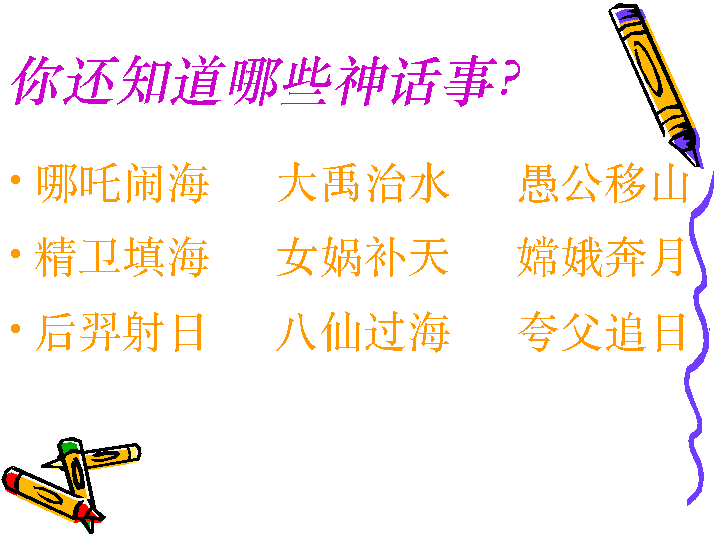 你还知道哪些神话事?
• 哪吒闹海 大禹治水 愚公移山
• 精卫填海 女娲补天 嫦娥奔月
• 后羿射日 八仙过海 夸父追日